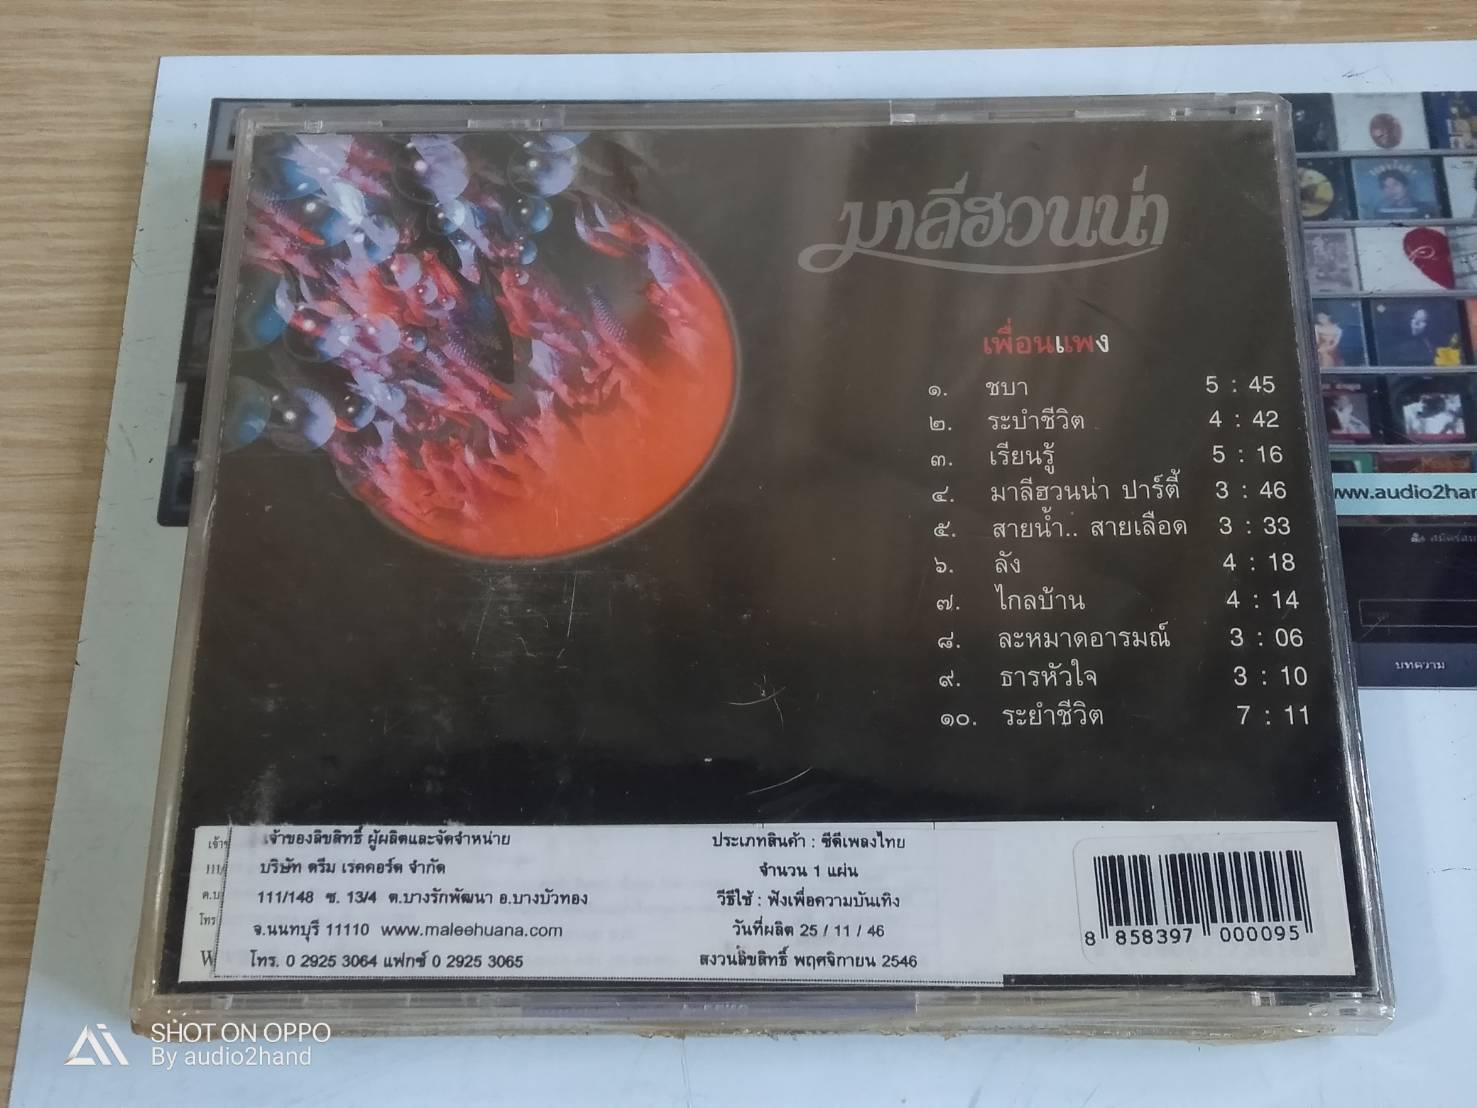 มาลีฮวนน่า
เพื่อนแพง
๑. ชบา 5 : 45
๒. ระบำชีวิต 4 : 42
๓. เรียนรู้ 5 : 16
๔. มาลีฮวนน่า ปาร์ตี้ 3 : 46
๕. สายน้ำ.. สายเลือด 3 : 33
๖. ลัง 4 : 18
๗. ไกลบ้าน 4 : 14
๘. ละหมาดอารมณ์ 3 : 06
๙. ธารหัวใจ 3 : 10
๑๐. ระยำชีวิต 7 : 11
www.audio2han
บทความ
เจ้าของลิขสิทธิ์ ผู้ผลิตและจัดจำหน่าย
บริษัท ดรีม เรคคอร์ด จำกัด
111/148 ซ. 13/4 ต.บางรักพัฒนา อ.บางบัวทอง
จ.นนทบุรี 11110 www.maleehuana.com
โทร. 0 2925 3064 แฟกซ์ 0 2925 3065
ประเภทสินค้า : ซีดีเพลงไทย
จำนวน 1 แผ่น
วิธีใช้ : ฟังเพื่อความบันเทิง
วันที่ผลิต 25 / 11 / 46
สงวนลิขสิทธิ์ พฤศจิกายน 2546
8 858397 000095
SHOT ON OPPO
By audio2hand